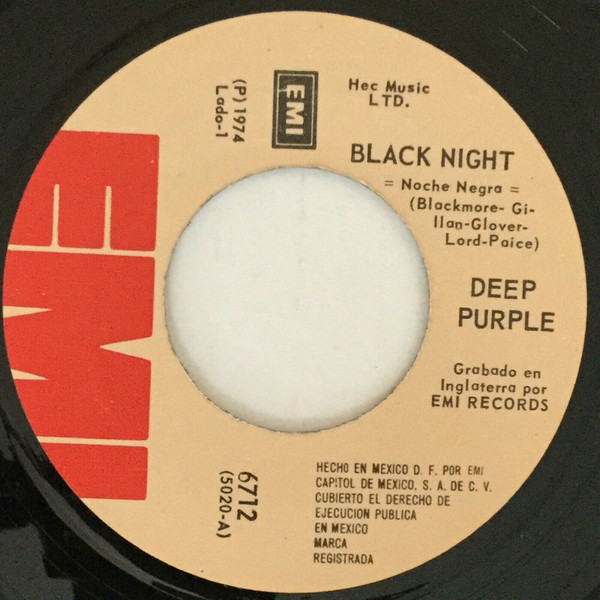 EMI
(P) 1974
Lado-1
EMI
Hec Music
LTD.
BLACK NIGHT
= Noche Negra =
(Blackmore- Gi-
llan-Glover-
Lord-Paice)
DEEP
PURPLE
Grabado en
Inglaterra por
EMI RECORDS
6712
(5020-A)
HECHO EN MEXICO D. F. POR EMI
CAPITOL DE MEXICO, S. A. DE C. V.
CUBIERTO EL DERECHO DE
EJECUCION PUBLICA
EN MEXICO
MARCA
REGISTRADA